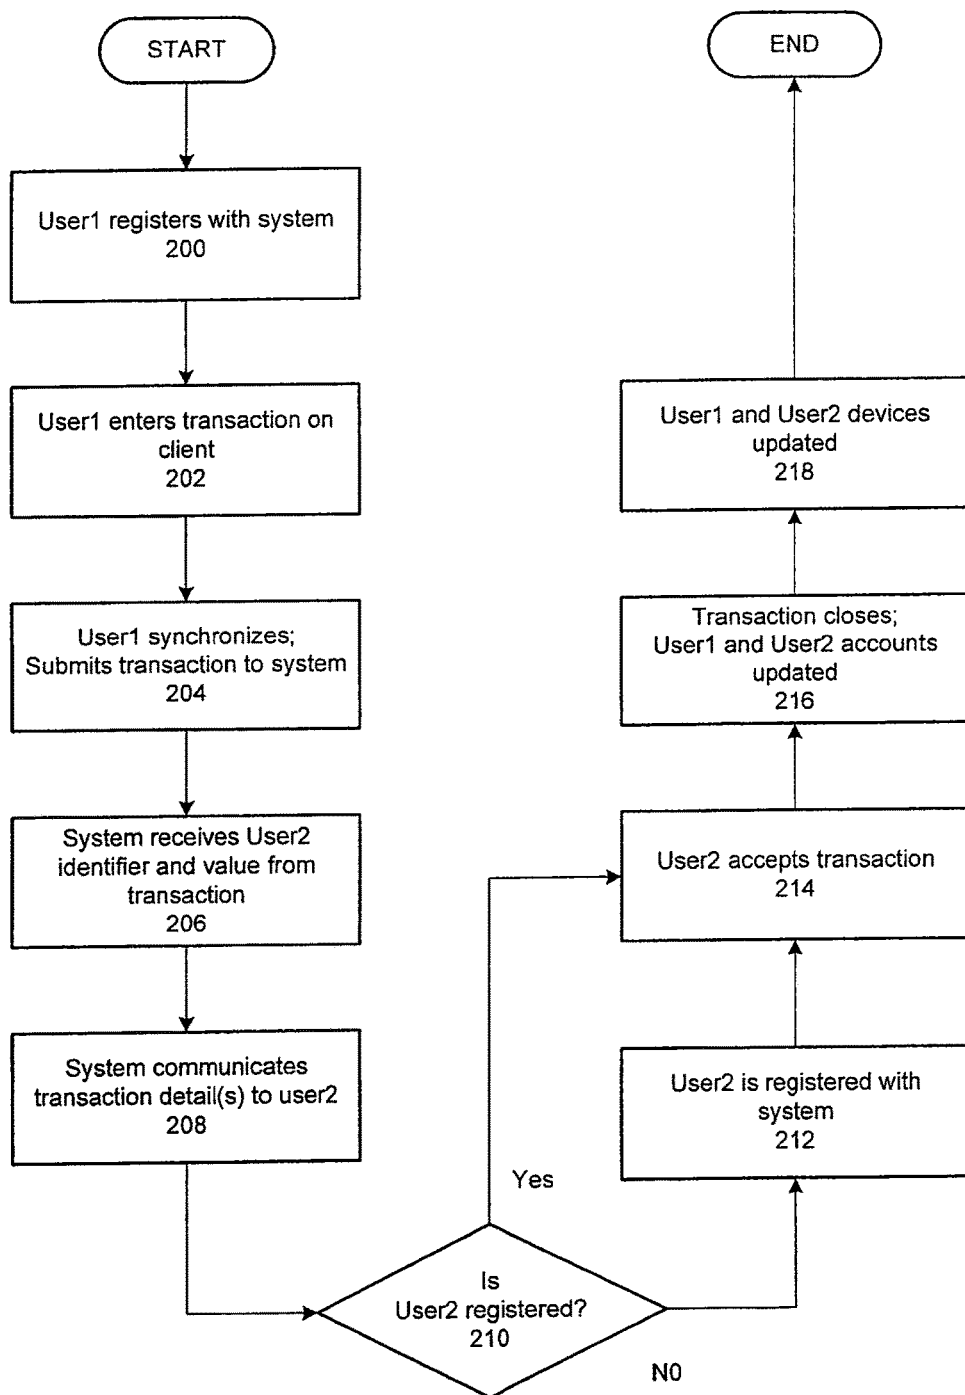 START
User1 registers with system
200
User1 enters transaction on
client
202
User1 synchronizes;
Submits transaction to system
204
System receives User2
identifier and value from
transaction
206
System communicates
transaction detail(s) to user2
208
Is
User2 registered?
210
Yes
N0
User2 is registered with
system
212
User2 accepts transaction
214
Transaction closes;
User1 and User2 accounts
updated
216
User1 and User2 devices
updated
218
END